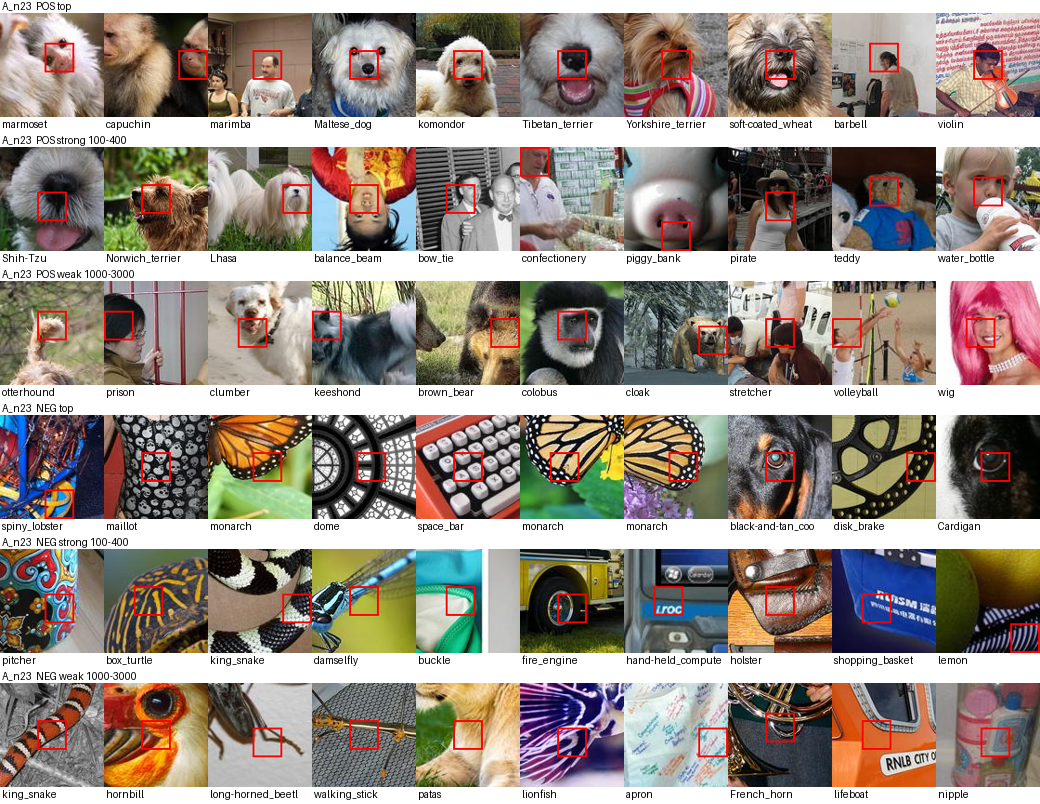 A_n23 POS top
marmoset capuchin marimba Maltese_dog komondor Tibetan_terrier Yorkshire_terrier soft-coated_wheat barbell violin
A_n23 POS strong 100-400
Shih-Tzu Norwich_terrier Lhasa balance_beam bow_tie confectionery piggy_bank pirate teddy water_bottle
A_n23 POS weak 1000-3000
otterhound prison clumber keeshond brown_bear colobus cloak stretcher volleyball wig
A_n23 NEG top
spiny_lobster maillot monarch dome space_bar monarch monarch black-and-tan_coo disk_brake Cardigan
A_n23 NEG strong 100-400
Calendar
i.roc
pitcher box_turtle king_snake damselfly buckle fire_engine hand-held_compute holster shopping_basket lemon
A_n23 NEG weak 1000-3000
RNLB CITY O
king_snake hornbill long-horned_beetl walking_stick patas lionfish apron French_horn lifeboat nipple